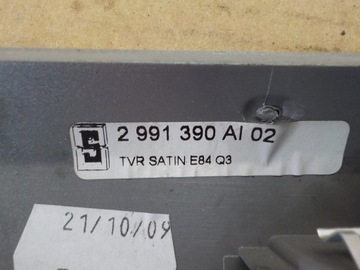 S
2 991 390 AI 02
TVR SATIN E84 Q3
21/10/09